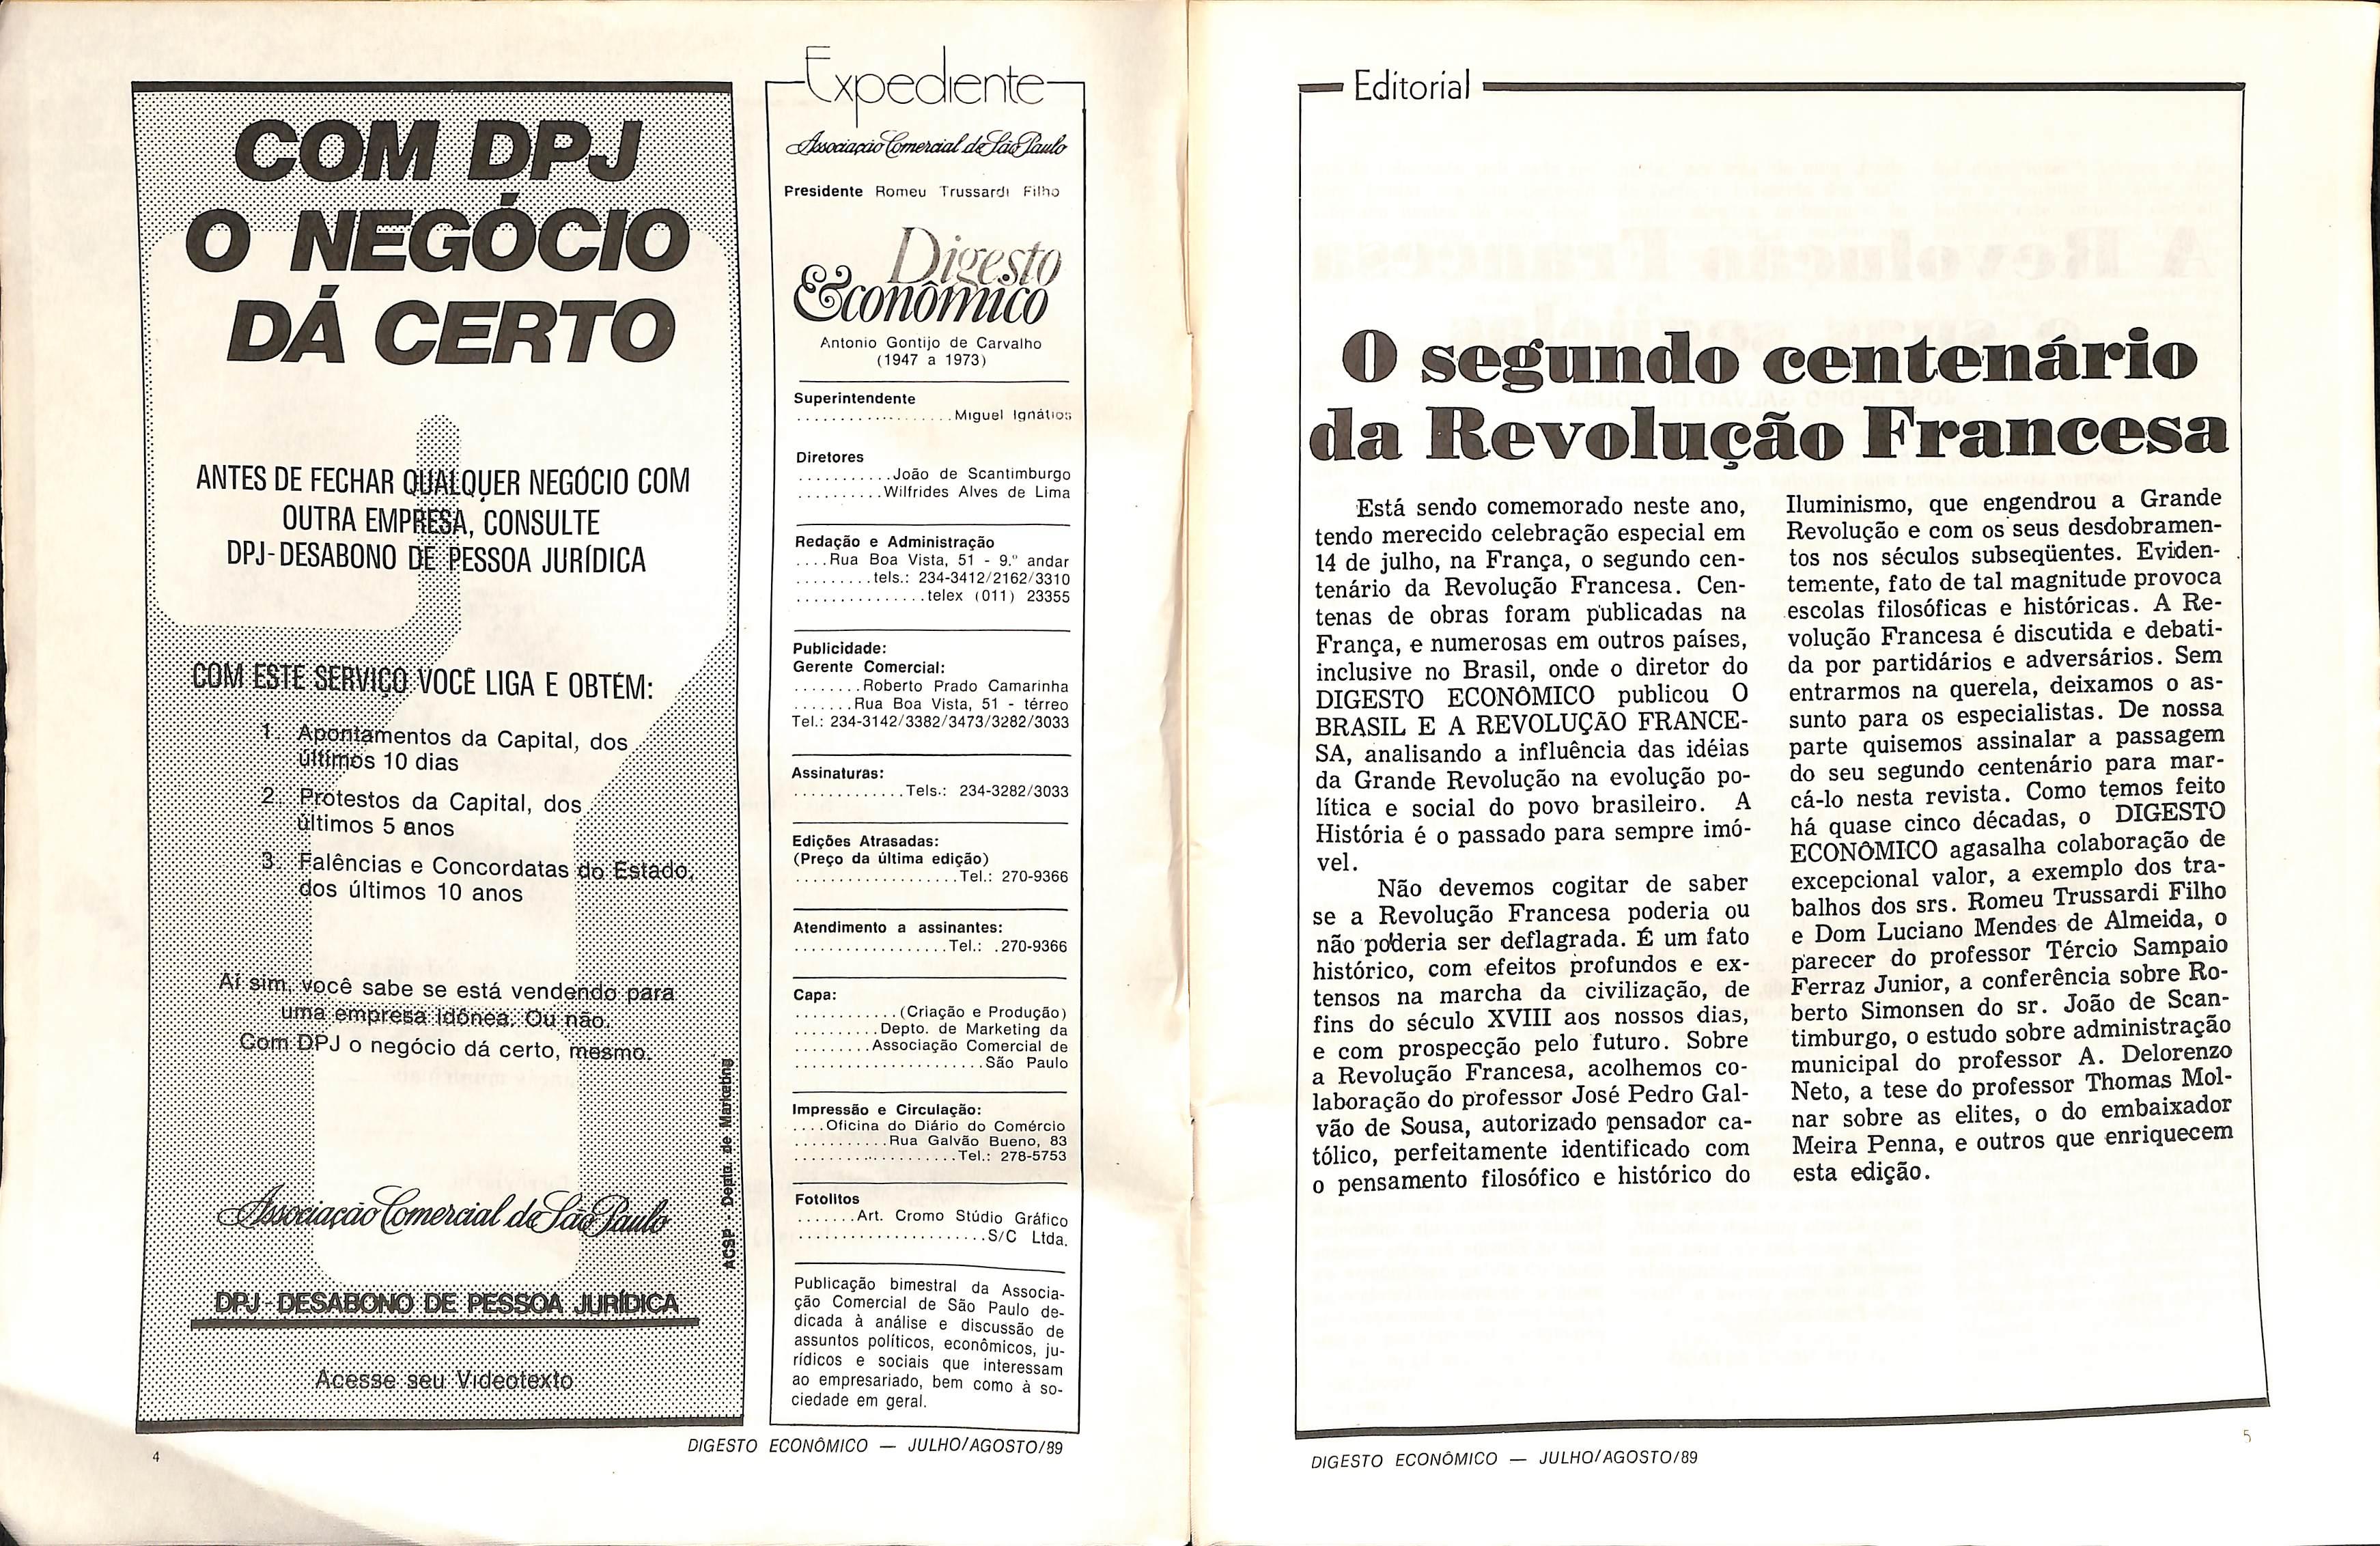 COM DPJ
O NEGÓCIO
DÁ CERTO
ANTES DE FECHAR QUALQUER NEGÓCIO COM
OUTRA EMPRESA, CONSULTE
DPJ-DESABONO DE PESSOA JURÍDICA
COM ESTE SERVIÇO VOCÊ LIGA E OBTÉM:
1. Apontamentos da Capital, dos
últimos 10 dias
2. Protestos da Capital, dos
últimos 5 anos
3. Falências e Concordatas do Estado,
dos últimos 10 anos
Aí sim, você sabe se está vendendo para
uma empresa idônea. Ou não.
Com DPJ o negócio dá certo, mesmo.
Associação Comercial de São Paulo
DPJ-DESABONO DE PESSOA JURÍDICA
Acesse seu Videotexto
ACSP Depto. de Marketing
4
Expediente
Associação Comercial de São Paulo
Presidente Romeu Trussardi Filho
Digesto
Econômico
Antonio Gontijo de Carvalho
(1947 a 1973)
Superintendente
...................Miguel Ignátios
Diretores
...........João de Scantimburgo
..........Wilfrides Alves de Lima
Redação e Administração
....Rua Boa Vista, 51 - 9.º andar
.........tels.: 234-3412/2162/3310
...............telex (011) 23355
Publicidade:
Gerente Comercial:
........Roberto Prado Camarinha
.......Rua Boa Vista, 51 - térreo
Tel.: 234-3142/3382/3473/3282/3033
Assinaturas:
.............Tels.: 234-3282/3033
Edições Atrasadas:
(Preço da última edição)
...................Tel.: 270-9366
Atendimento a assinantes:
..................Tel.: .270-9366
Capa:
............(Criação e Produção)
..........Depto. de Marketing da
.........Associação Comercial de
......................São Paulo
Impressão e Circulação:
....Oficina do Diário do Comércio
...........Rua Galvão Bueno, 83
...................Tel.: 278-5753
Fotolitos
.......Art. Cromo Stúdio Gráfico
......................S/C Ltda.
Publicação bimestral da Associa-
ção Comercial de São Paulo de-
dicada à análise e discussão de
assuntos políticos, econômicos, ju-
rídicos e sociais que interessam
ao empresariado, bem como à so-
ciedade em geral.
DIGESTO ECONÔMICO — JULHO/AGOSTO/89
Editorial
O segundo centenário
da Revolução Francesa
Está sendo comemorado neste ano,
tendo merecido celebração especial em
14 de julho, na França, o segundo cen-
tenário da Revolução Francesa. Cen-
tenas de obras foram publicadas na
França, e numerosas em outros países,
inclusive no Brasil, onde o diretor do
DIGESTO ECONÔMICO publicou O
BRASIL E A REVOLUÇÃO FRANCE-
SA, analisando a influência das idéias
da Grande Revolução na evolução po-
lítica e social do povo brasileiro. A
História é o passado para sempre imó-
vel.
Não devemos cogitar de saber
se a Revolução Francesa poderia ou
não poderia ser deflagrada. É um fato
histórico, com efeitos profundos e ex-
tensos na marcha da civilização, de
fins do século XVIII aos nossos dias,
e com prospecção pelo futuro. Sobre
a Revolução Francesa, acolhemos co-
laboração do professor José Pedro Gal-
vão de Sousa, autorizado pensador ca-
tólico, perfeitamente identificado com
o pensamento filosófico e histórico do
Iluminismo, que engendrou a Grande
Revolução e com os seus desdobramen-
tos nos séculos subseqüentes. Eviden-
temente, fato de tal magnitude provoca
escolas filosóficas e históricas. A Re-
volução Francesa é discutida e debati-
da por partidários e adversários. Sem
entrarmos na querela, deixamos o as-
sunto para os especialistas. De nossa
parte quisemos assinalar a passagem
do seu segundo centenário para mar-
cá-lo nesta revista. Como temos feito
há quase cinco décadas, o DIGESTO
ECONÔMICO agasalha colaboração de
excepcional valor, a exemplo dos tra-
balhos dos srs. Romeu Trussardi Filho
e Dom Luciano Mendes de Almeida, o
parecer do professor Tércio Sampaio
Ferraz Junior, a conferência sobre Ro-
berto Simonsen do sr. João de Scan-
timburgo, o estudo sobre administração
municipal do professor A. Delorenzo
Neto, a tese do professor Thomas Mol-
nar sobre as elites, o do embaixador
Meira Penna, e outros que enriquecem
esta edição.
DIGESTO ECONÔMICO — JULHO/AGOSTO/89
5